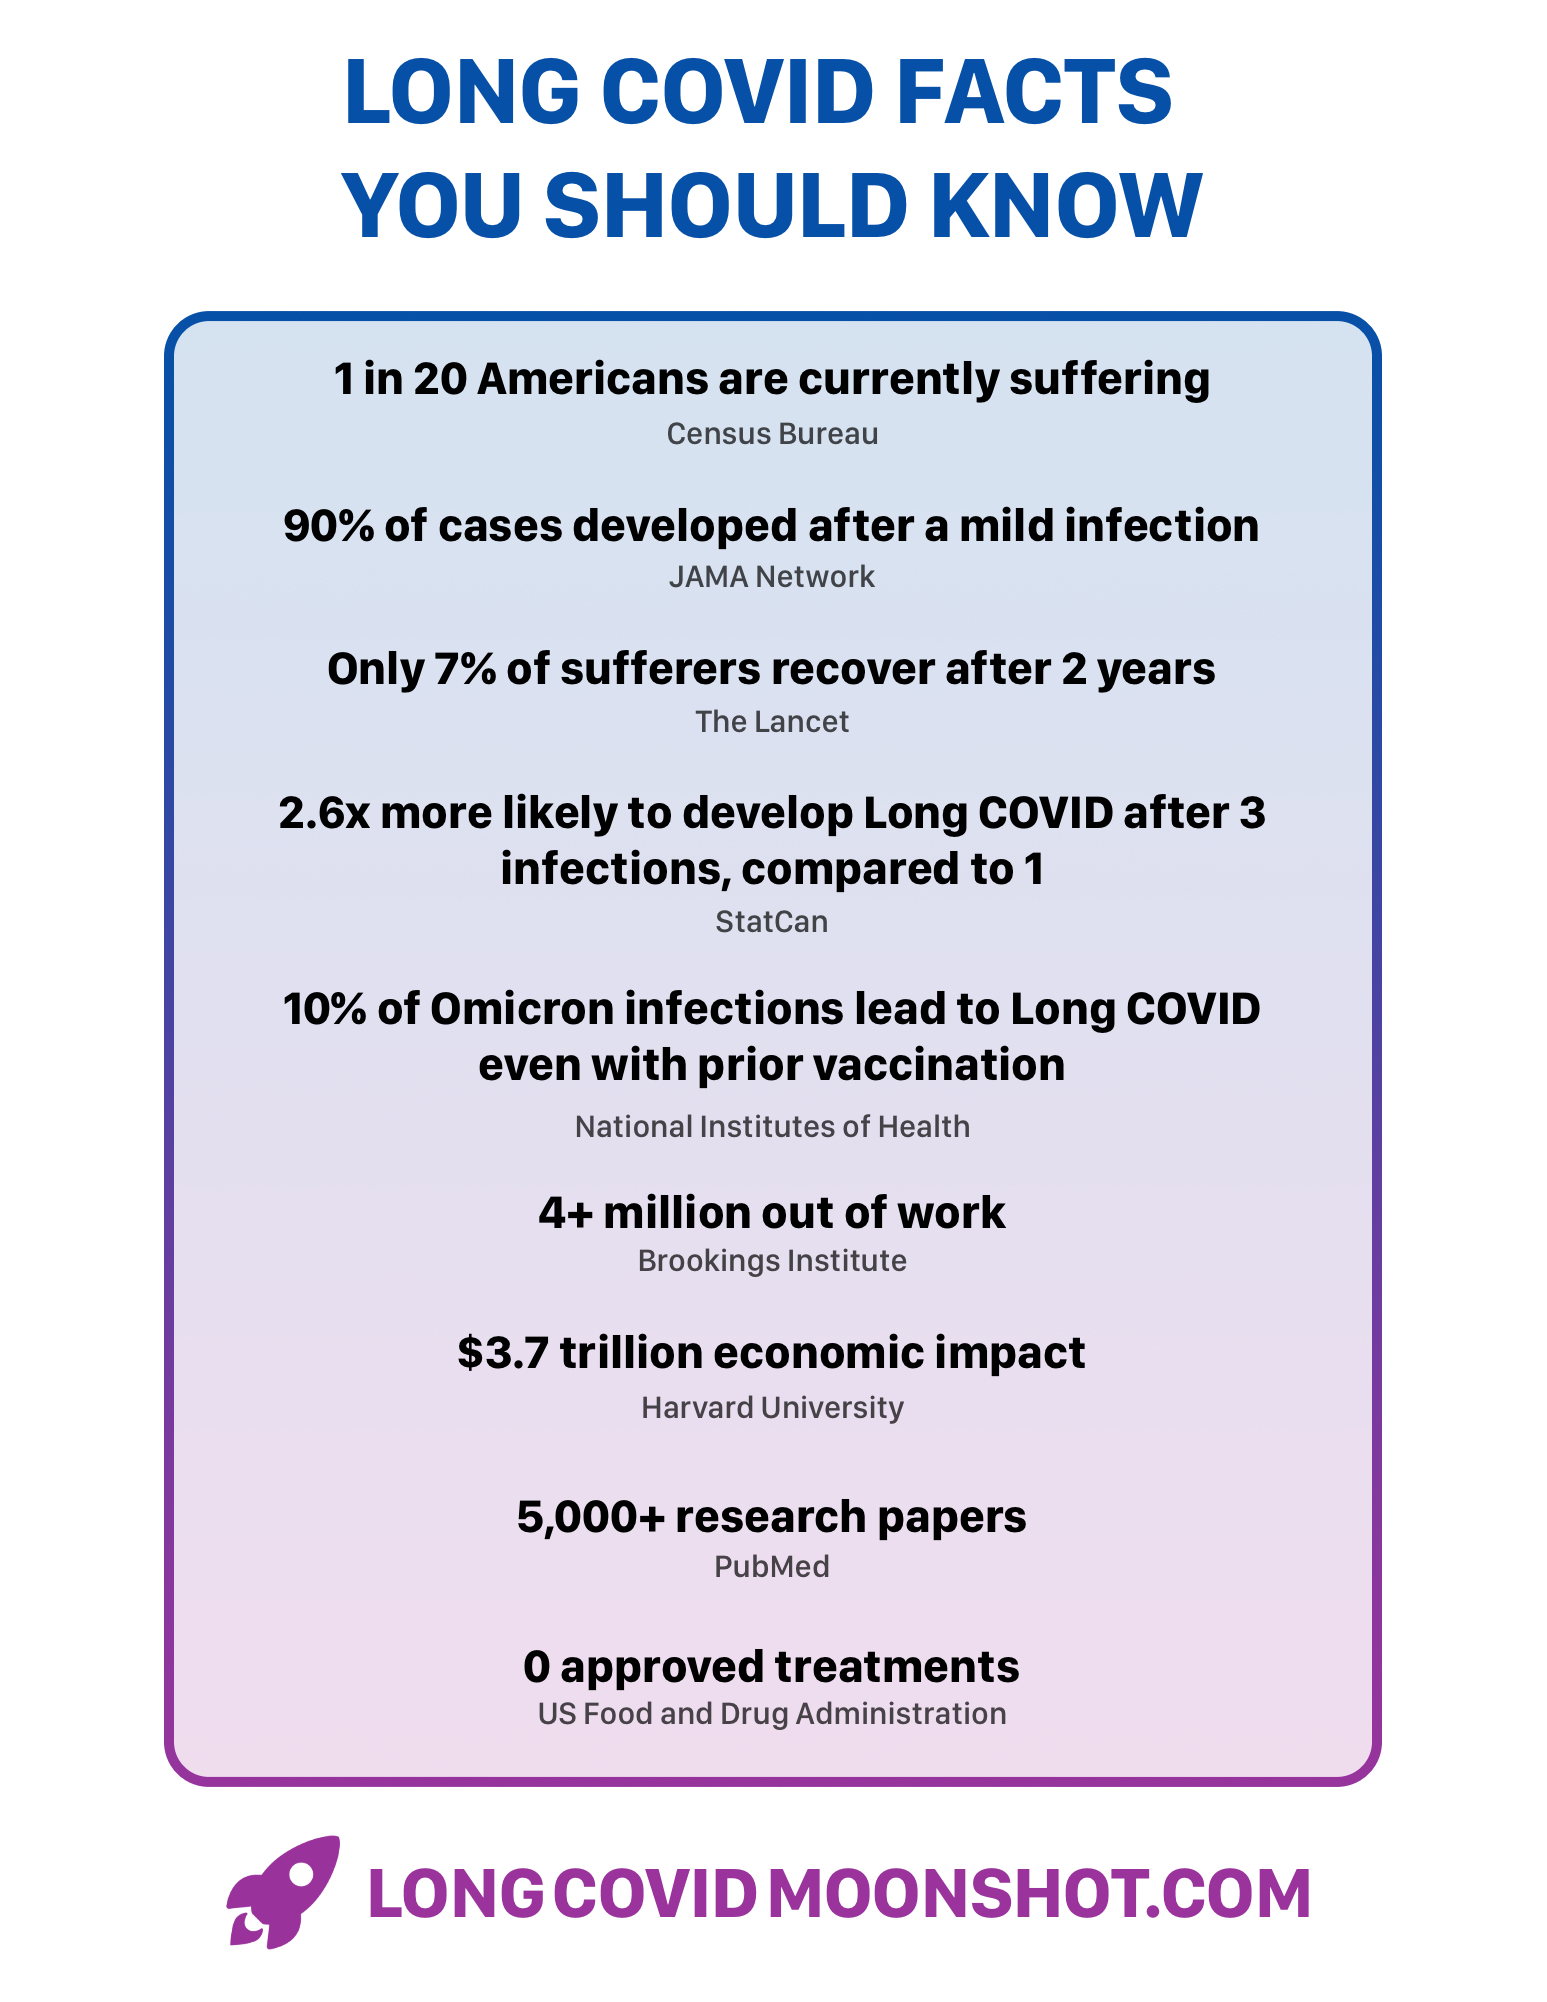 LONG COVID FACTS
YOU SHOULD KNOW
1 in 20 Americans are currently suffering
Census Bureau
90% of cases developed after a mild infection
JAMA Network
Only 7% of sufferers recover after 2 years
The Lancet
2.6x more likely to develop Long COVID after 3
infections, compared to 1
StatCan
10% of Omicron infections lead to Long COVID
even with prior vaccination
National Institutes of Health
4+ million out of work
Brookings Institute
$3.7 trillion economic impact
Harvard University
5,000+ research papers
PubMed
0 approved treatments
US Food and Drug Administration
LONG COVID MOONSHOT.COM